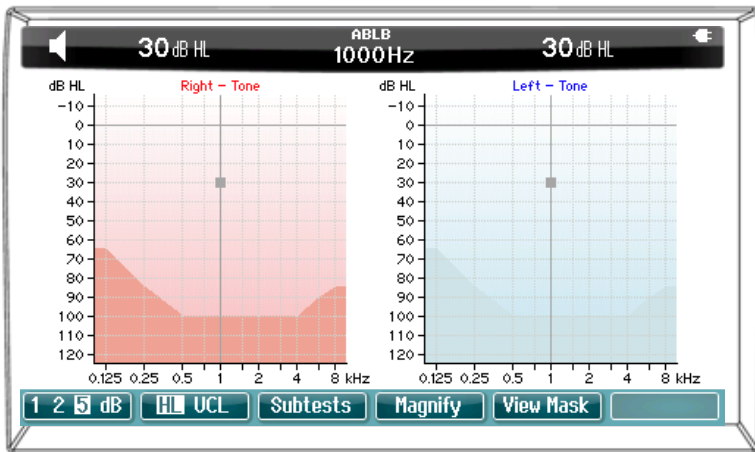 ABLB
30 dB HL 1000Hz 30 dB HL
dB HL Right - Tone dB HL Left - Tone
-10 -10
0 0
10 10
20 20
30 30
40 40
50 50
60 60
70 70
80 80
90 90
100 100
110 110
120 120
0.125 0.25 0.5 1 2 4 8 kHz 0.125 0.25 0.5 1 2 4 8 kHz
1 2 5 dB HL UCL Subtests Magnify View Mask